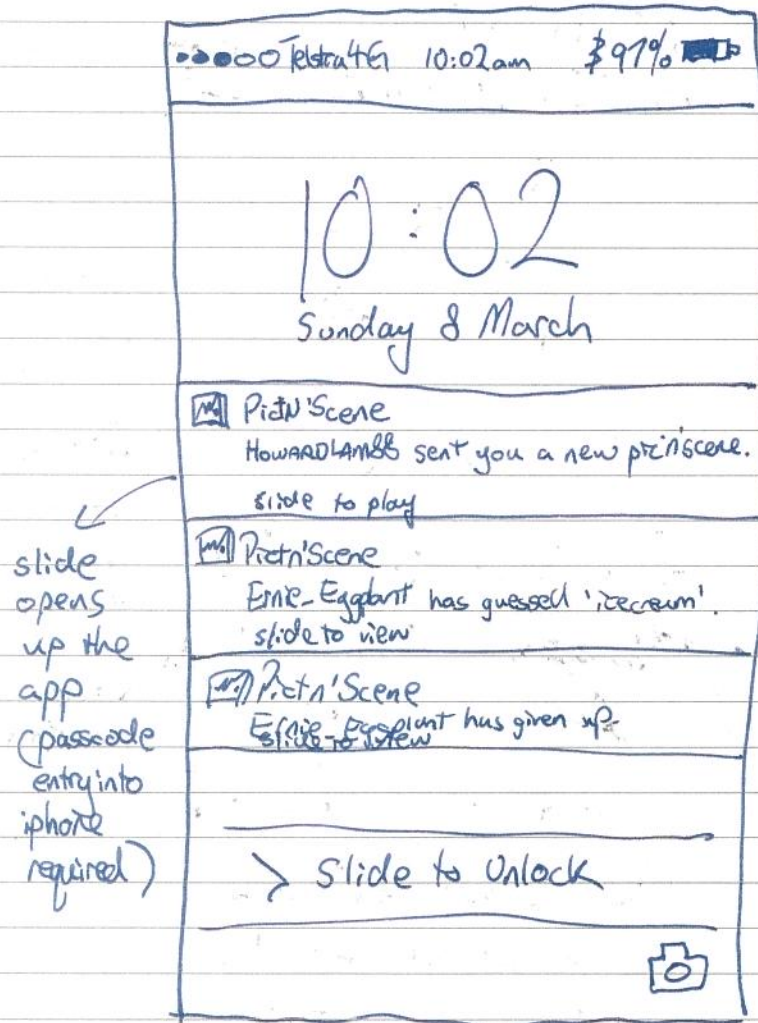 Telstra 4G 10:02am 97%
10:02
Sunday 8 March
Pictn'Scene
HOWARDLAM88 sent you a new pictn'scene.
slide to play
Pictn'Scene
Ernie_Eggplant has guessed 'icecream'.
slide to view
Pictn'Scene
Ernie_Eggplant has given up.
slide to view
> Slide to Unlock
slide
opens
up the
app
(passcode
entry into
iphone
required)